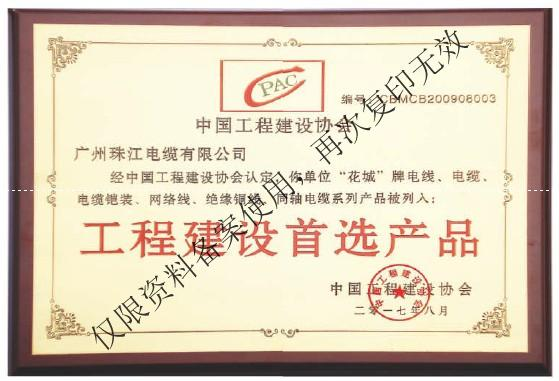 CPAC
编号：CBMCB200908003
中国工程建设协会
广州珠江电缆有限公司
经中国工程建设协会认定，你单位“花城”牌电线、电缆、
电缆铠装、网络线、绝缘铜线、同轴电缆系列产品被列入：
工程建设首选产品
中国工程建设协会
二零一七年八月
仅限资料备案使用，再次复印无效